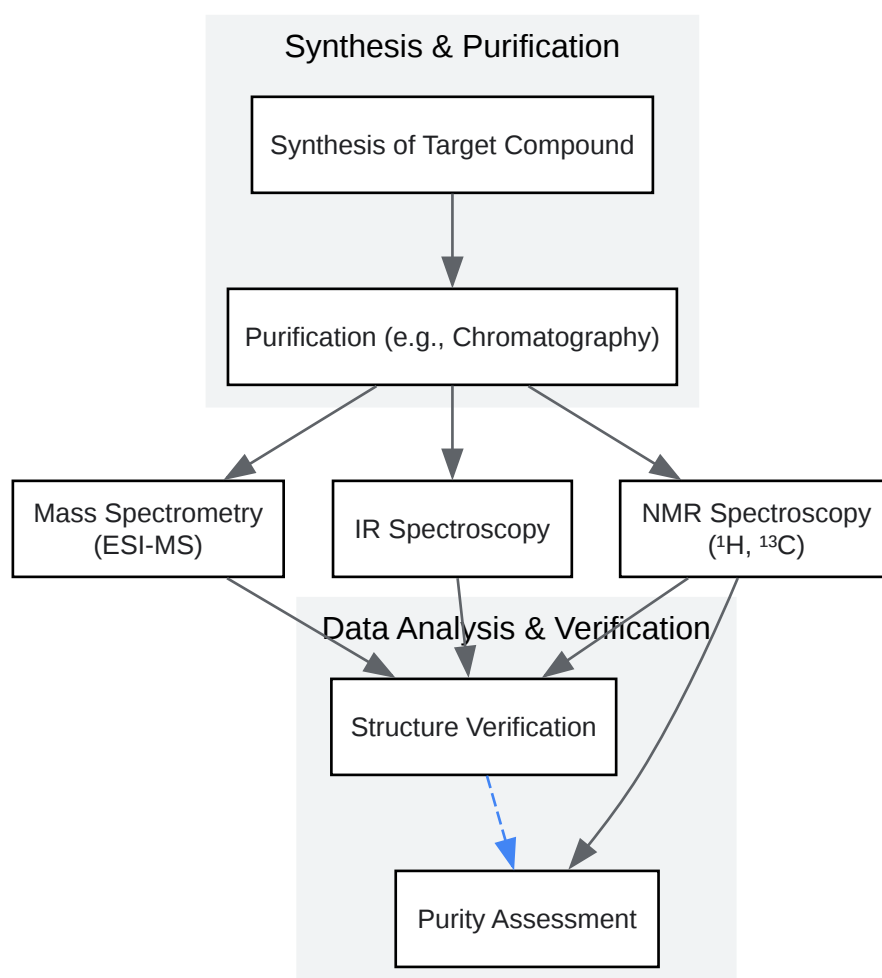 Synthesis & Purification
Synthesis of Target Compound
Purification (e.g., Chromatography)
Mass Spectrometry
(ESI-MS)
IR Spectroscopy
NMR Spectroscopy
(¹H, ¹³C)
Data Analysis & Verification
Structure Verification
Purity Assessment